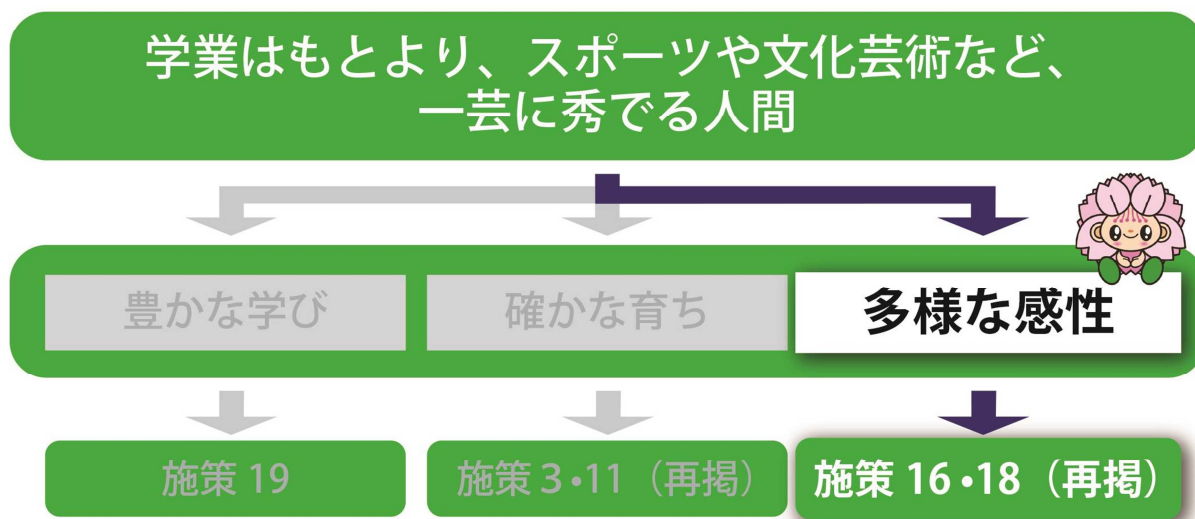 学業はもとより、スポーツや文化芸術など、
一芸に秀でる人間
豊かな学び
確かな育ち
多様な感性
施策 19
施策 3・11（再掲）
施策 16・18（再掲）